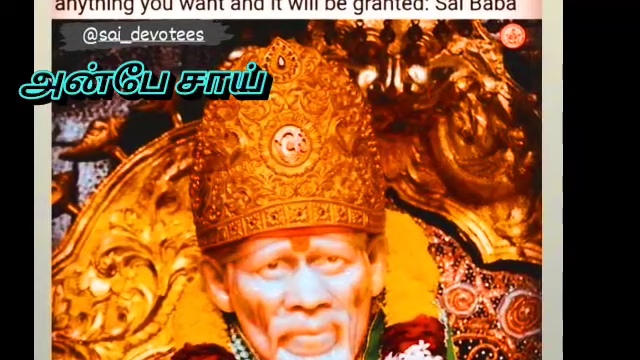 anything you want and it will be granted: Sai Baba
@sai_devotees
அன்பே சாய்